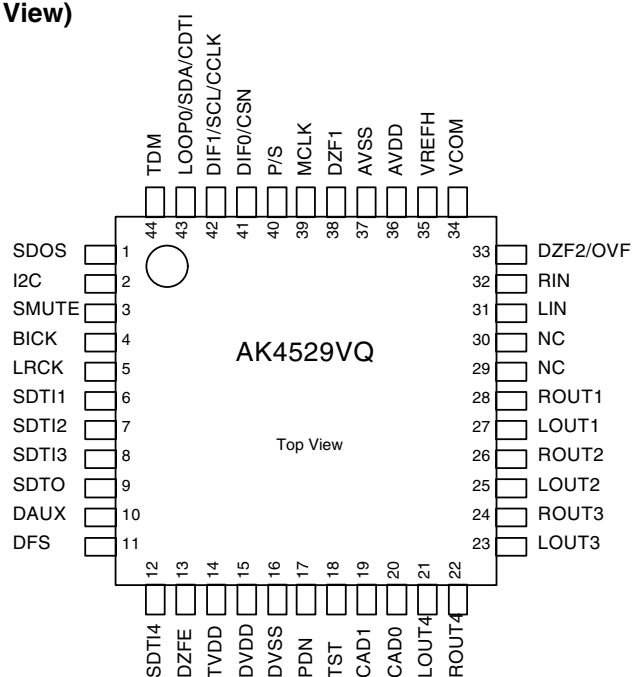 View)
TDM
LOOP0/SDA/CDTI
DIF1/SCL/CCLK
DIF0/CSN
P/S
MCLK
DZF1
AVSS
AVDD
VREFH
VCOM
44
43
42
41
40
39
38
37
36
35
34
SDOS 1
I2C 2
SMUTE 3
BICK 4
LRCK 5
SDTI1 6
SDTI2 7
SDTI3 8
SDTO 9
DAUX 10
DFS 11
AK4529VQ
Top View
33 DZF2/OVF
32 RIN
31 LIN
30 NC
29 NC
28 ROUT1
27 LOUT1
26 ROUT2
25 LOUT2
24 ROUT3
23 LOUT3
12
13
14
15
16
17
18
19
20
21
22
SDTI4
DZFE
TVDD
DVDD
DVSS
PDN
TST
CAD1
CAD0
LOUT4
ROUT4